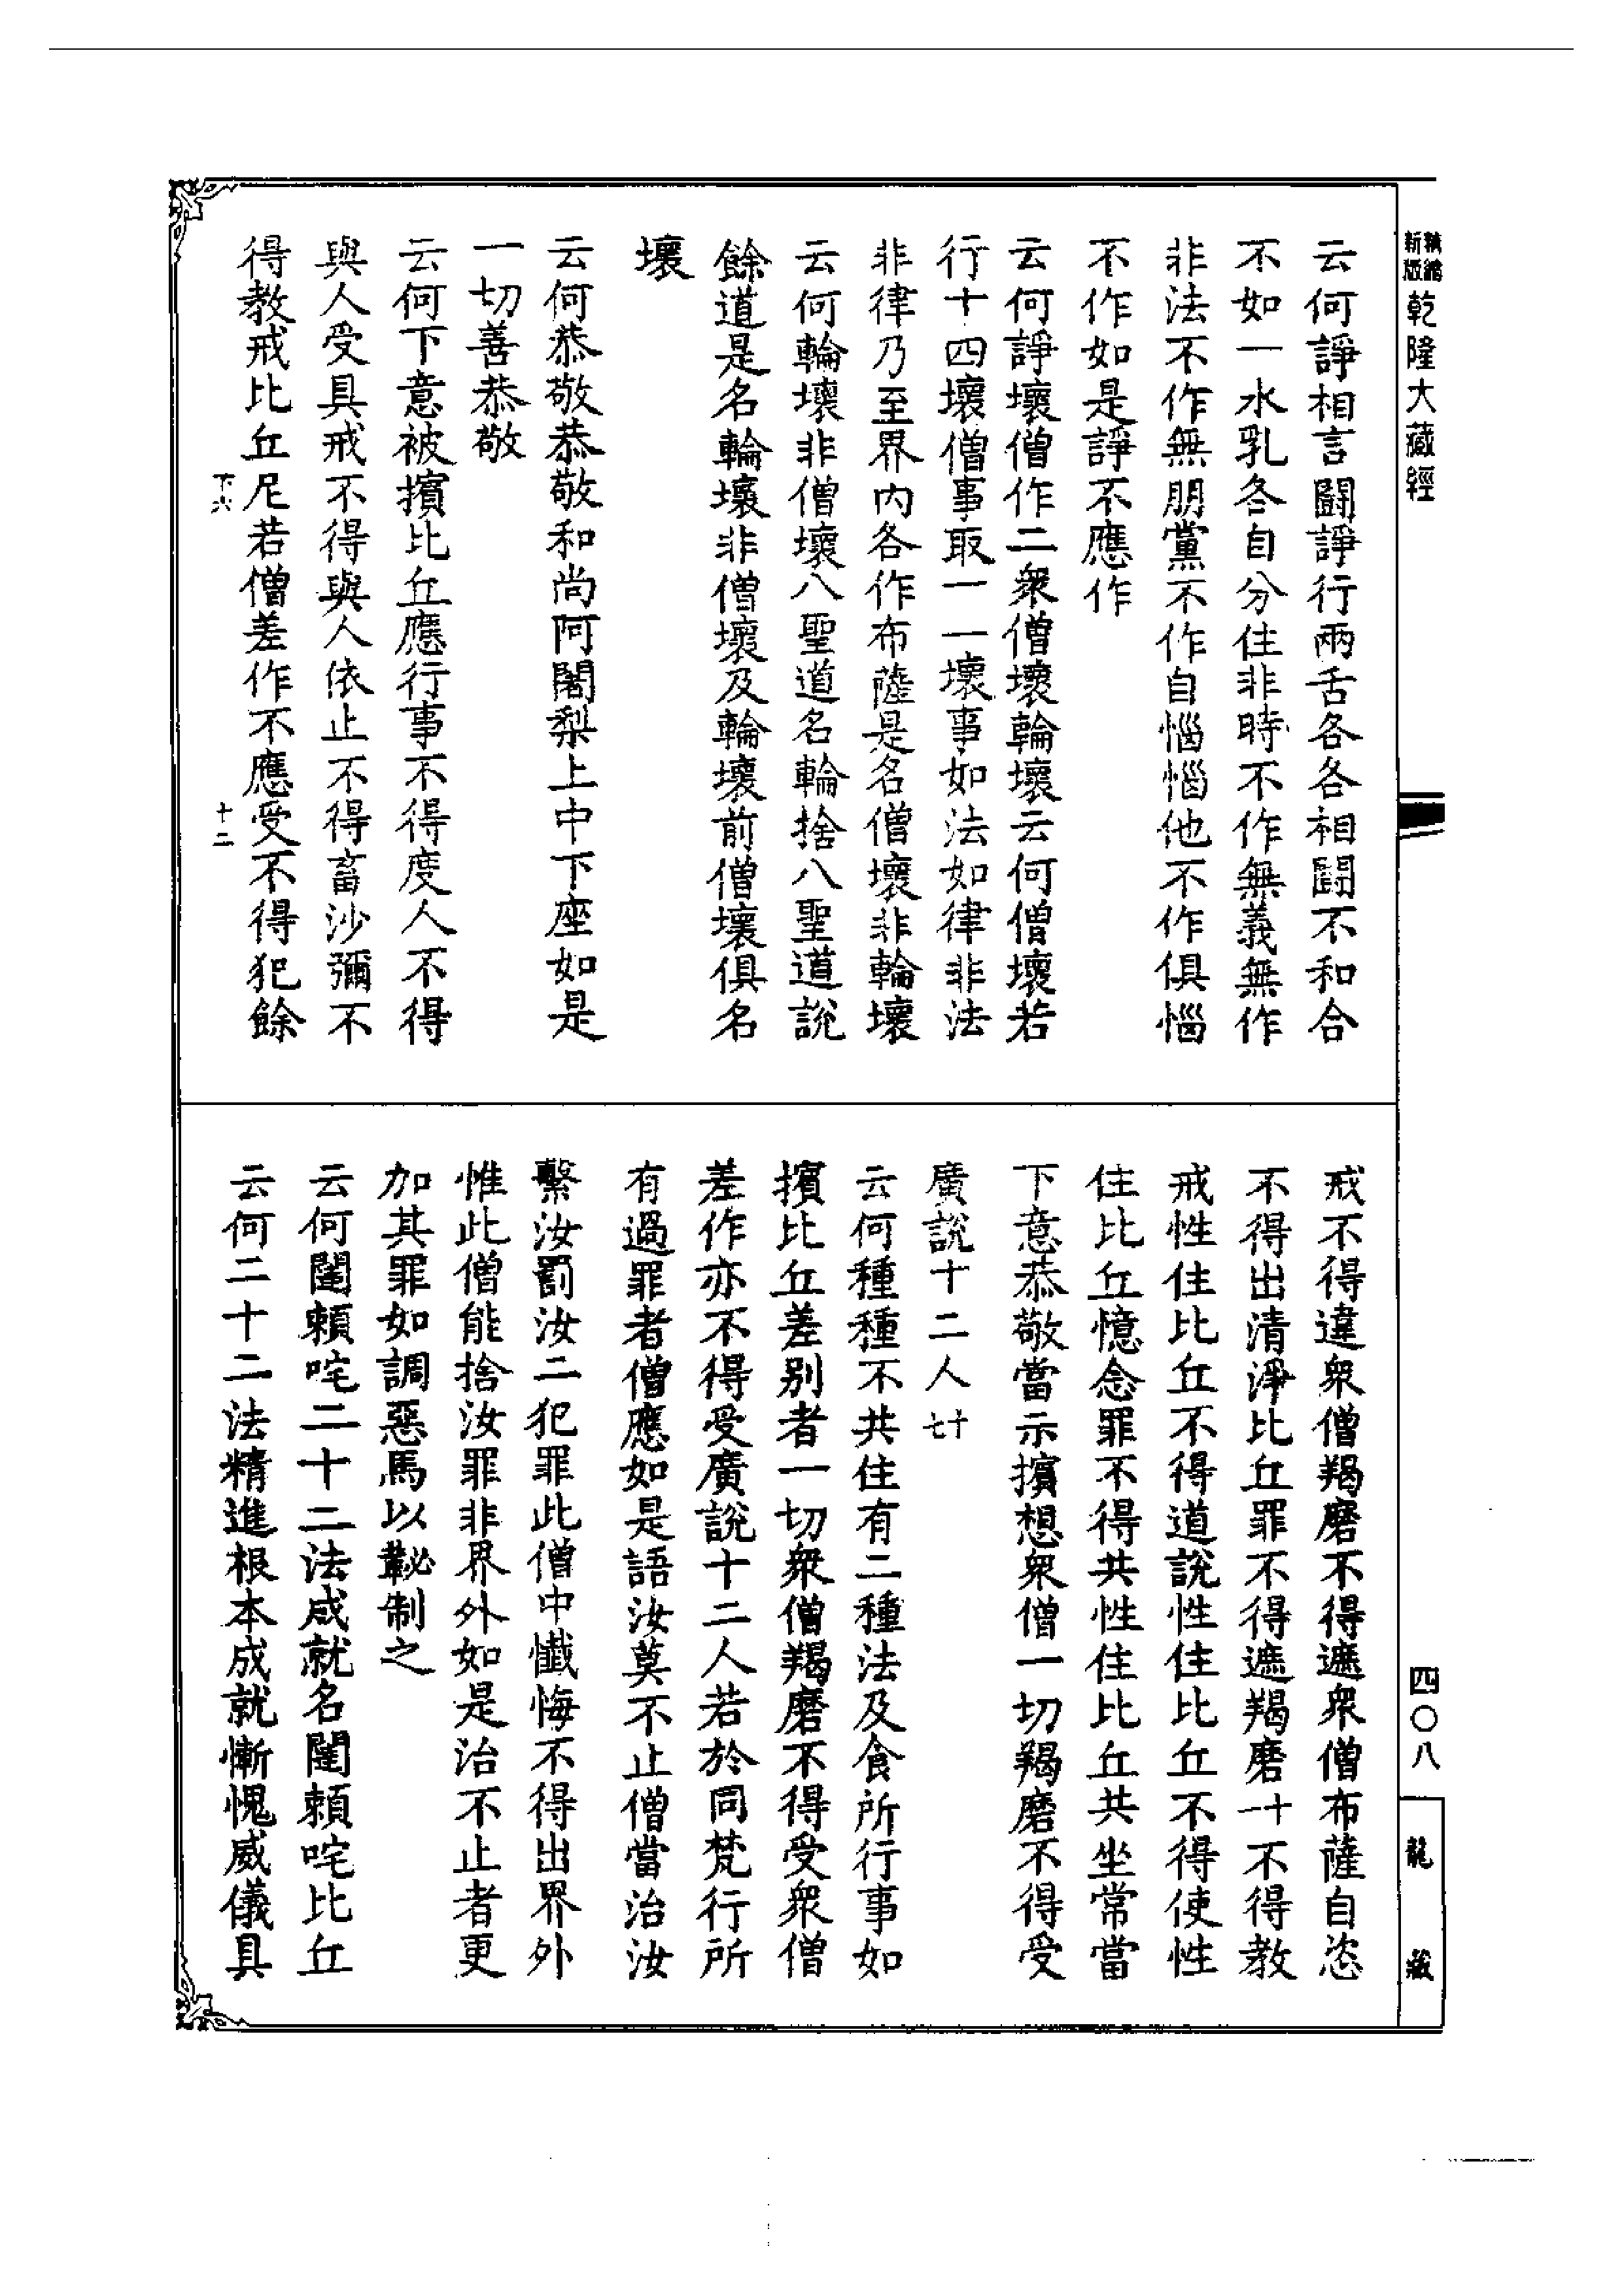 新編
新版
乾隆大藏經
云何諍相言鬪諍行兩舌各各相鬪不和合
不如一水乳各自分住非時不作無義無作
非法不作無朋黨不作自惱惱他不作俱惱
不作如是諍不應作
云何諍壞僧作二衆僧壞輪壞云何僧壞若
行十四壞僧事取一一壞事如法如律非法
非律乃至界內各作布薩是名僧壞非輪壞
云何輪壞非僧壞八聖道名輪捨八聖道說
餘道是名輪壞非僧壞及輪壞前僧壞俱名
壞
云何恭敬恭敬和尚阿闍梨上中下座如是
一切善恭敬
云何下意被擯比丘應行事不得度人不得
與人受具戒不得與人依止不得畜沙彌不
得教戒比丘尼若僧差作不應受不得犯餘
下六
十二
戒不得違衆僧羯磨不得遮衆僧布薩自恣
不得出清淨比丘罪不得遮羯磨十一不得教
戒性住比丘不得道說性住比丘不得使性
住比丘憶念罪不得共性住比丘共坐常當
下意恭敬當示擯想衆僧一切羯磨不得受
廣說十二人七十
云何種種不共住有二種法及食所行事如
擯比丘差別者一切衆僧羯磨不得受衆僧
差作亦不得受廣說十二人若於同梵行所
有過罪者僧應如是語汝莫不止僧當治汝
繫汝罰汝二犯罪此僧中懺悔不得出界外
惟此僧能捨汝罪非界外如是治不止者更
加其罪如調惡馬以鞁制之
云何闥賴咤二十二法成就名闥賴咤比丘
云何二十二法精進根本成就慚愧威儀具
四〇八
龍藏